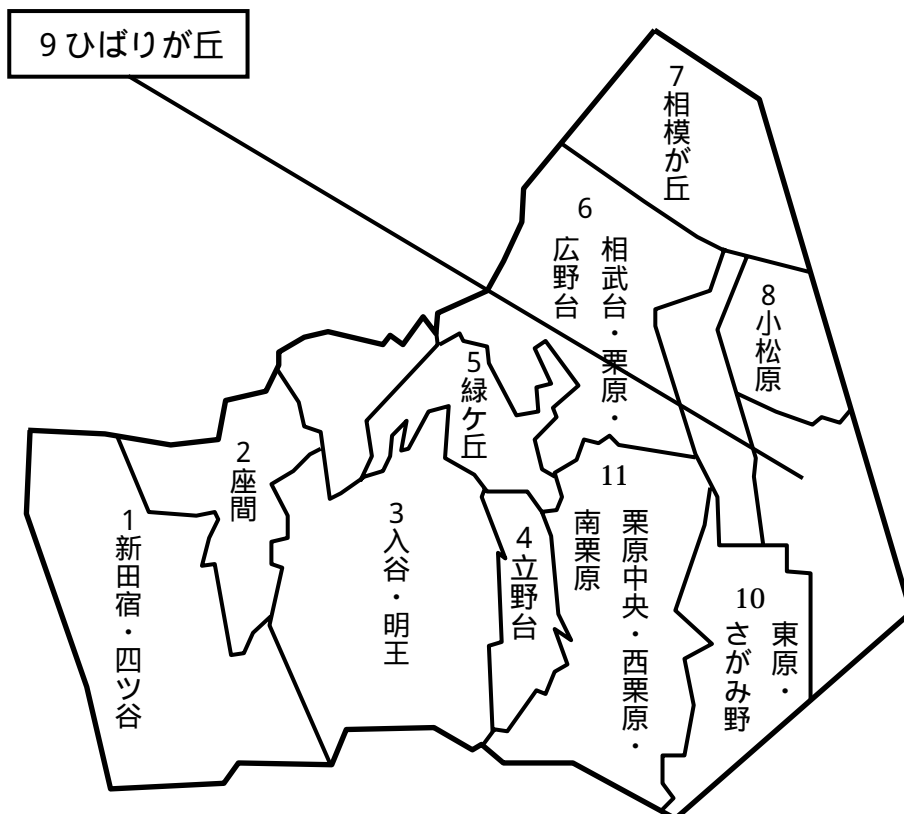 9 ひばりが丘
7 相模が丘
6 相武台・栗原・
広野台
8 小松原
5 緑ケ丘
2 座間
11 栗原中央・西栗原・
南栗原
3 入谷・明王
1 新田宿・四ツ谷
4 立野台
10 東原・
さがみ野